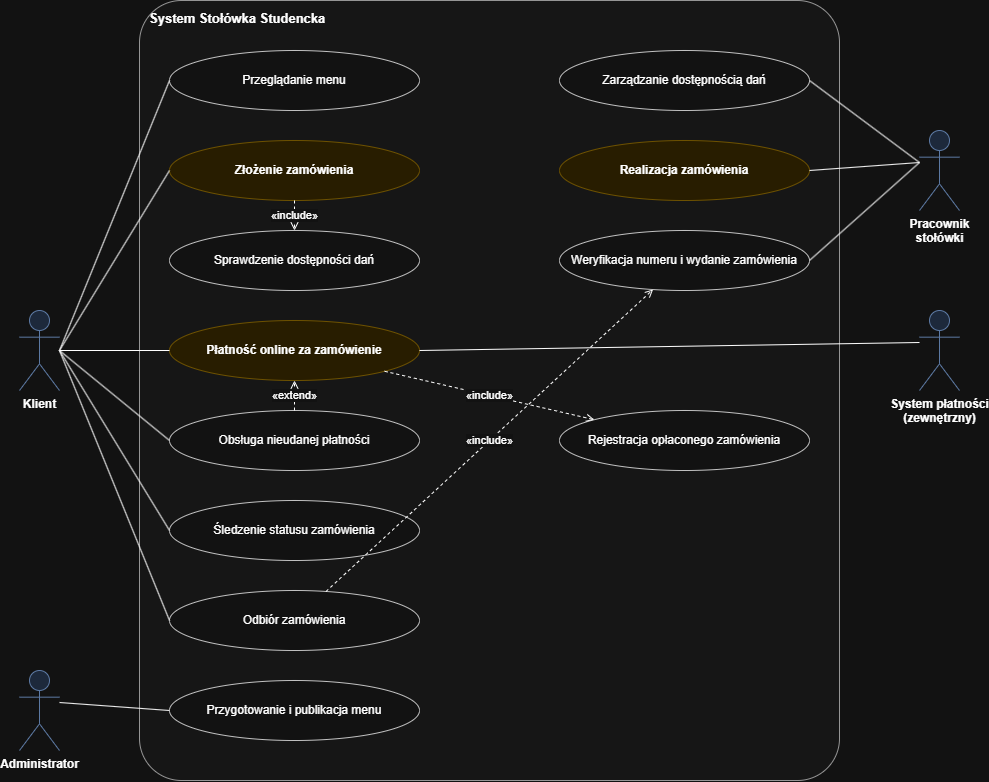 System Stołówka Studencka
Przeglądanie menu
Zarządzanie dostępnością dań
Złożenie zamówienia
Realizacja zamówienia
«include»
Pracownik
stołówki
Sprawdzenie dostępności dań
Weryfikacja numeru i wydanie zamówienia
Płatność online za zamówienie
Klient
«extend»
«include»
System płatności
(zewnętrzny)
Obsługa nieudanej płatności
«include»
Rejestracja opłaconego zamówienia
Śledzenie statusu zamówienia
Odbiór zamówienia
Przygotowanie i publikacja menu
Administrator